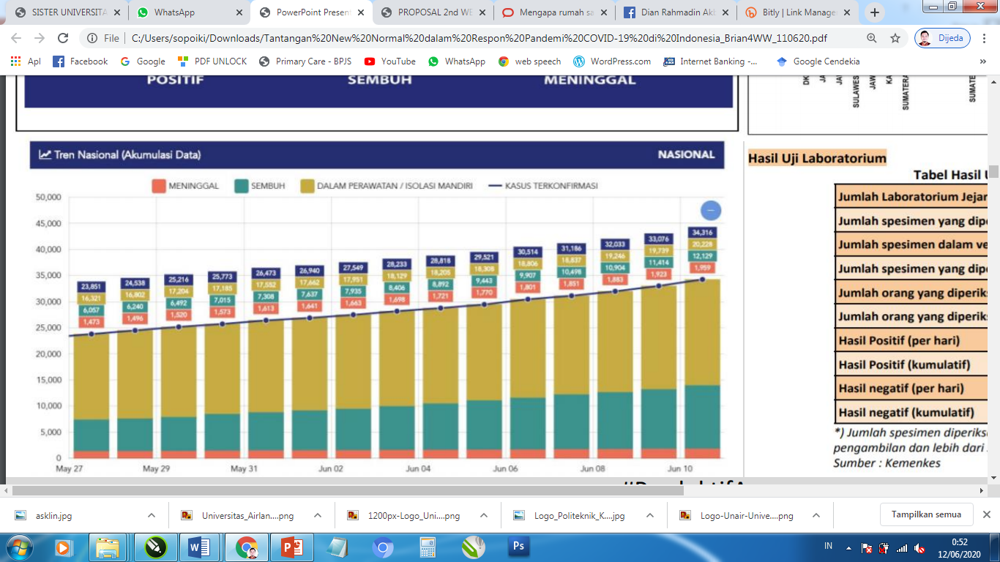 SISTER UNIVERSITA
WhatsApp
PowerPoint Present
PROPOSAL 2nd WE
Mengapa rumah sa
Dian Rahmadin Akb
Bitly | Link Manage
File C:/Users/sopoiki/Downloads/Tantangan%20New%20Normal%20dalam%20Respon%20Pandemi%20COVID-19%20di%20Indonesia_Brian4WW_110620.pdf
Dijeda
Apl Facebook Google PDF UNLOCK Primary Care - BPJS YouTube WhatsApp web speech WordPress.com Internet Banking -... Google Cendekia »
POSITIF SEMBUH MENINGGAL
DK
JA
JA
SULAWES
JAW
KA
SUMATERA
SUMATE
Tren Nasional (Akumulasi Data) NASIONAL
MENINGGAL SEMBUH DALAM PERAWATAN / ISOLASI MANDIRI KASUS TERKONFIRMASI
50,000
45,000
40,000
35,000
30,000
25,000
20,000
15,000
10,000
5,000
0
23,851 24,538 25,216 25,773 26,473 26,940 27,549 28,233 28,818 29,521 30,514 31,186 32,033 33,076 34,316
16,321 16,802 17,204 17,185 17,552 17,662 17,951 18,129 18,205 18,308 18,806 18,837 19,246 19,739 20,228
6,057 6,240 6,492 7,015 7,308 7,637 7,935 8,406 8,892 9,443 9,907 10,498 10,904 11,414 12,129
1,473 1,496 1,520 1,573 1,613 1,641 1,663 1,698 1,721 1,770 1,801 1,851 1,883 1,923 1,959
May 27 May 29 May 31 Jun 02 Jun 04 Jun 06 Jun 08 Jun 10
Hasil Uji Laboratorium
Tabel Hasil U
Jumlah Laboratorium Jejar
Jumlah spesimen yang dipe
Jumlah spesimen dalam ve
Jumlah spesimen yang dipe
Jumlah orang yang diperiks
Jumlah orang yang diperiks
Hasil Positif (per hari)
Hasil Positif (kumulatif)
Hasil negatif (per hari)
Hasil negatif (kumulatif)
*) Jumlah spesimen diperiks
pengambilan dan lebih dari
Sumber : Kemenkes
asklin.jpg
Universitas_Airlan....png
1200px-Logo_Uni....png
Logo_Politeknik_K....jpg
Logo-Unair-Unive....png
Tampilkan semua
Ps
IN
0:52
12/06/2020